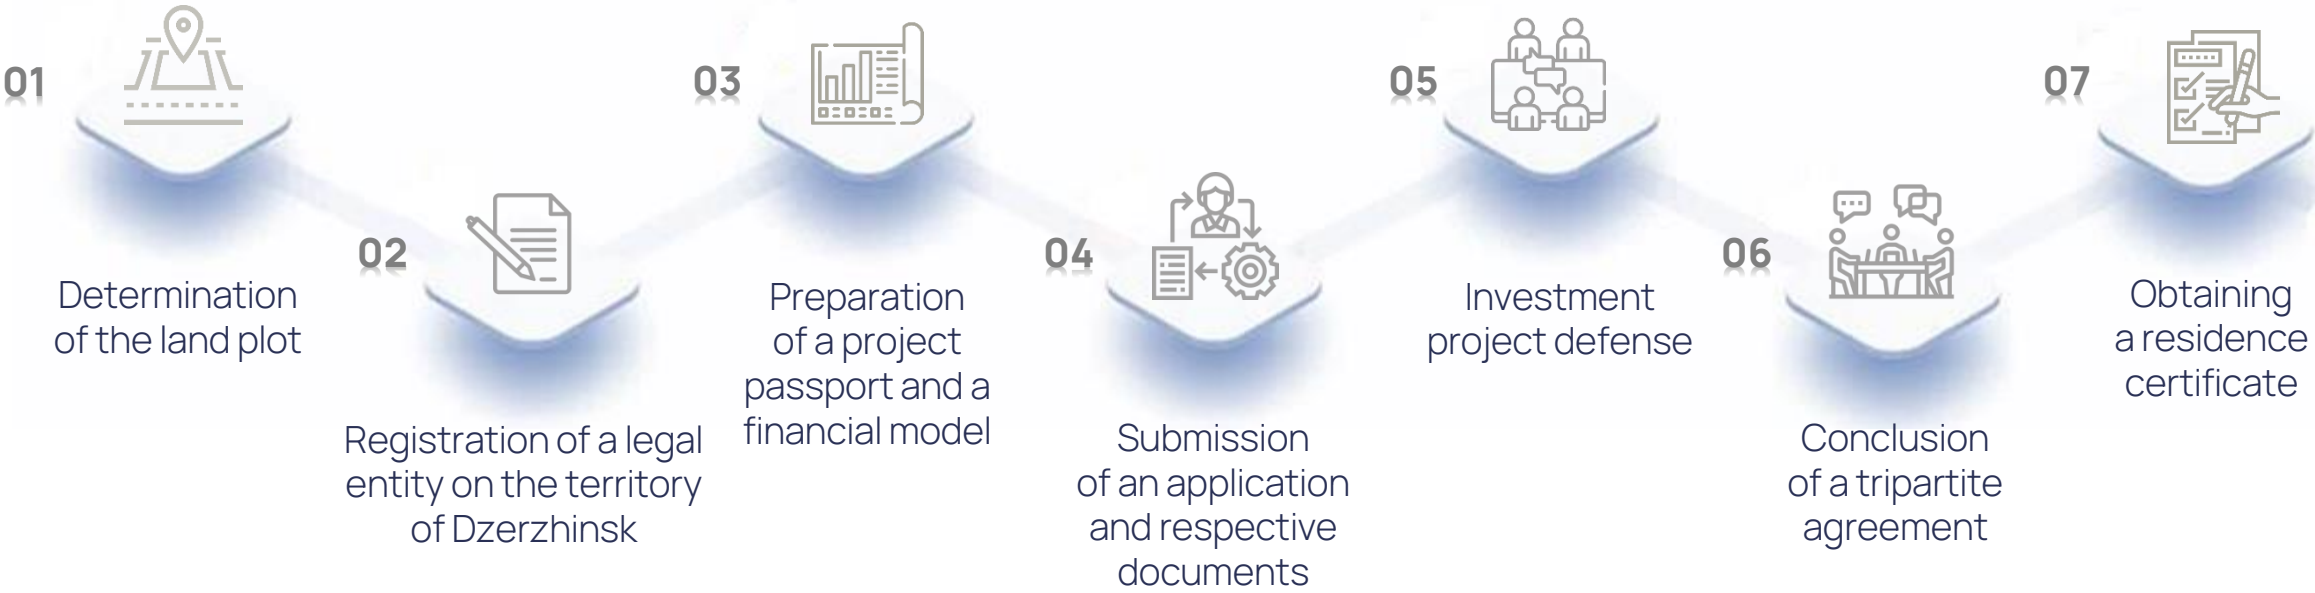 01
Determination
of the land plot
02
Registration of a legal
entity on the territory
of Dzerzhinsk
03
Preparation
of a project
passport and a
financial model
04
Submission
of an application
and respective
documents
05
Investment
project defense
06
Conclusion
of a tripartite
agreement
07
Obtaining
a residence
certificate